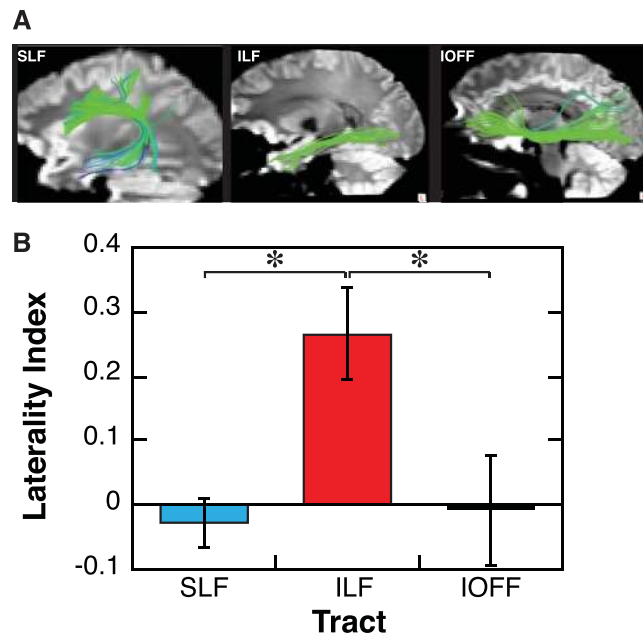 A
SLF
ILF
IOFF
B
0.4
0.3
0.2
0.1
0
-0.1
Laterality Index
*
*
SLF
ILF
IOFF
Tract